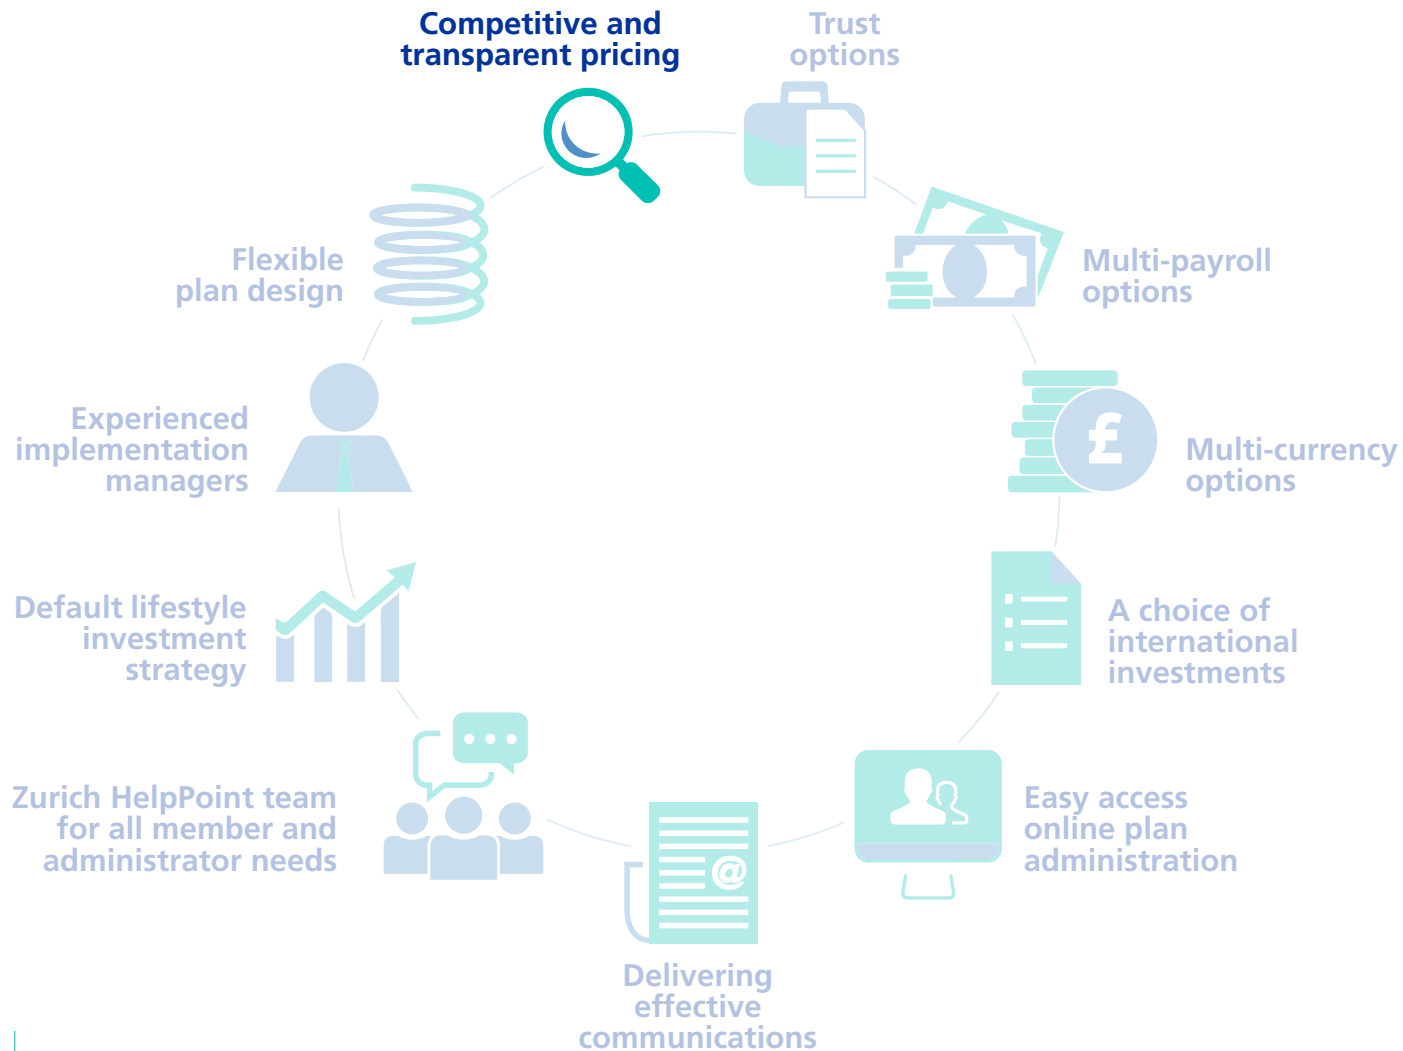 Competitive and
transparent pricing
Trust
options
Multi-payroll
options
£
Multi-currency
options
A choice of
international
investments
Easy access
online plan
administration
@
Delivering
effective
communications
Zurich HelpPoint team
for all member and
administrator needs
Default lifestyle
investment
strategy
Experienced
implementation
managers
Flexible
plan design